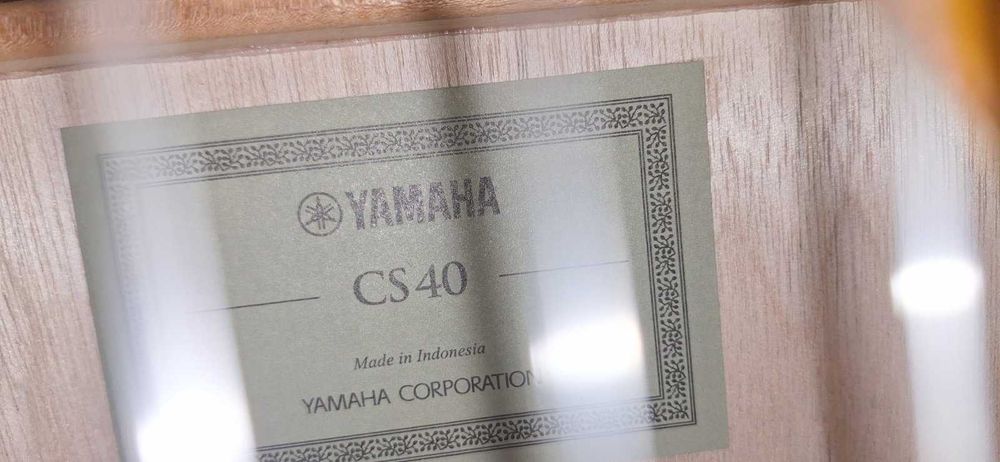 YAMAHA
CS40
Made in Indonesia
YAMAHA CORPORATION